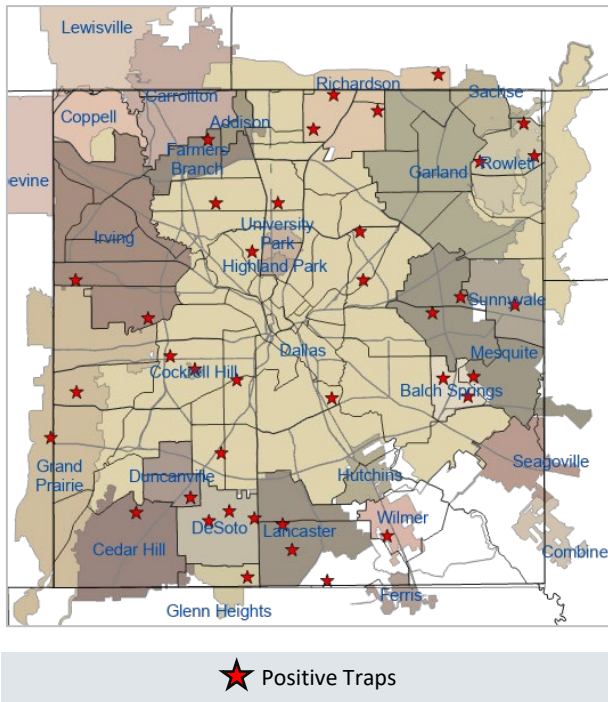 Lewisville
Richardson
Sachse
Carrollton
Coppell
Addison
Farmers
Branch
Garland
Rowlett
evine
University
Park
Irving
Highland Park
Sunnyvale
Dallas
Mesquite
Cockrell Hill
Balch Springs
Grand
Prairie
Duncanville
Hutchins
Seagoville
DeSoto
Lancaster
Wilmer
Cedar Hill
Combine
Ferris
Glenn Heights
Positive Traps